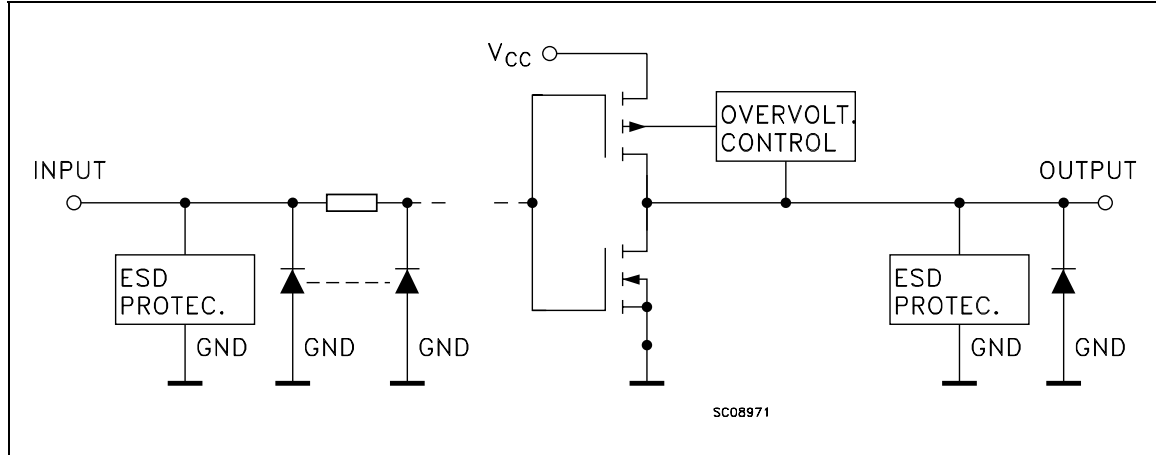 VCC
OVERVOLT.
CONTROL
INPUT
OUTPUT
ESD
PROTEC.
GND
GND
GND
ESD
PROTEC.
GND
GND
SC08971